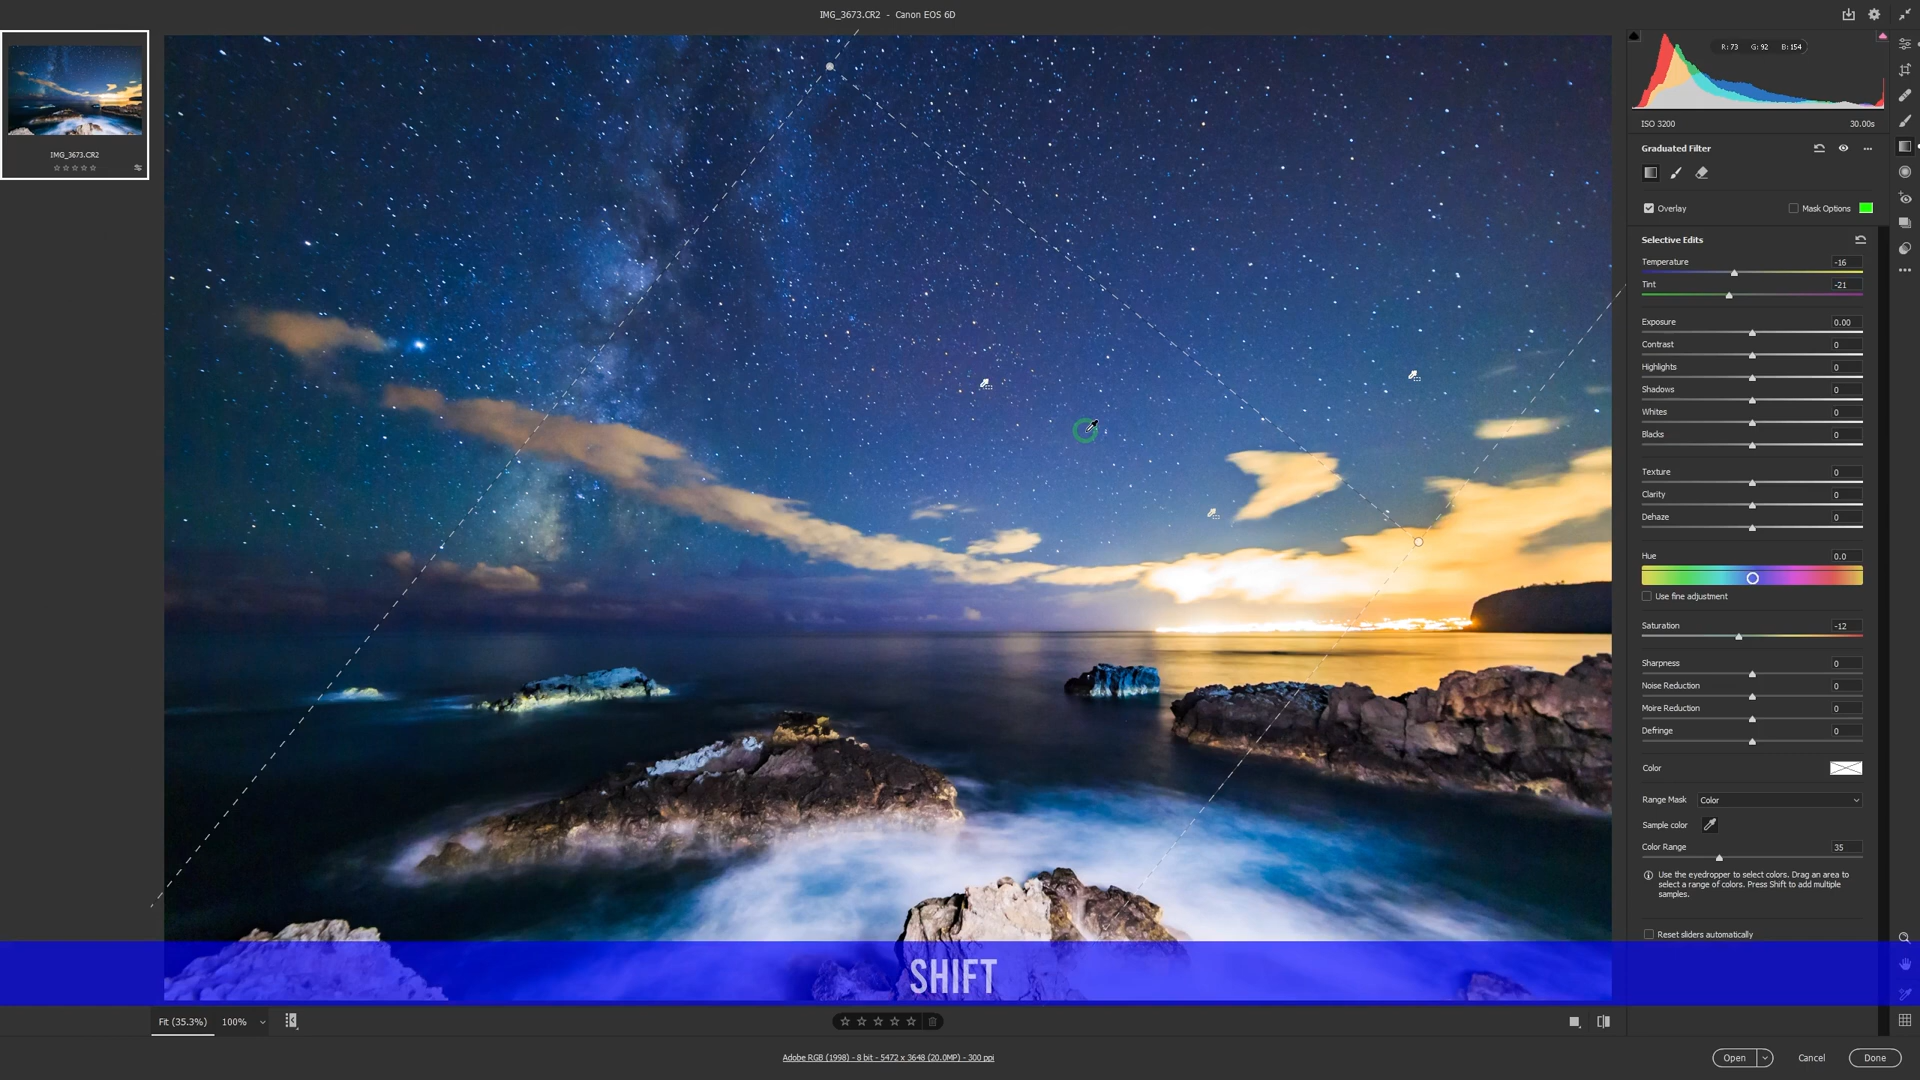 IMG_3673.CR2 - Canon EOS 6D
IMG_3673.CR2
R: 73 G: 92 B: 154
ISO 3200 30.00s
Graduated Filter
Overlay Mask Options
Selective Edits
Temperature -16
Tint -21
Exposure 0.00
Contrast 0
Highlights 0
Shadows 0
Whites 0
Blacks 0
Texture 0
Clarity 0
Dehaze 0
Hue 0.0
Use fine adjustment
Saturation -12
Sharpness 0
Noise Reduction 0
Moire Reduction 0
Defringe 0
Color
Range Mask Color
Sample color
Color Range 35
Use the eyedropper to select colors. Drag an area to
select a range of colors. Press Shift to add multiple
samples.
Reset sliders automatically
SHIFT
Fit (35.3%) 100%
Adobe RGB (1998) - 8 bit - 5472 x 3648 (20.0MP) - 300 ppi
Open Cancel Done